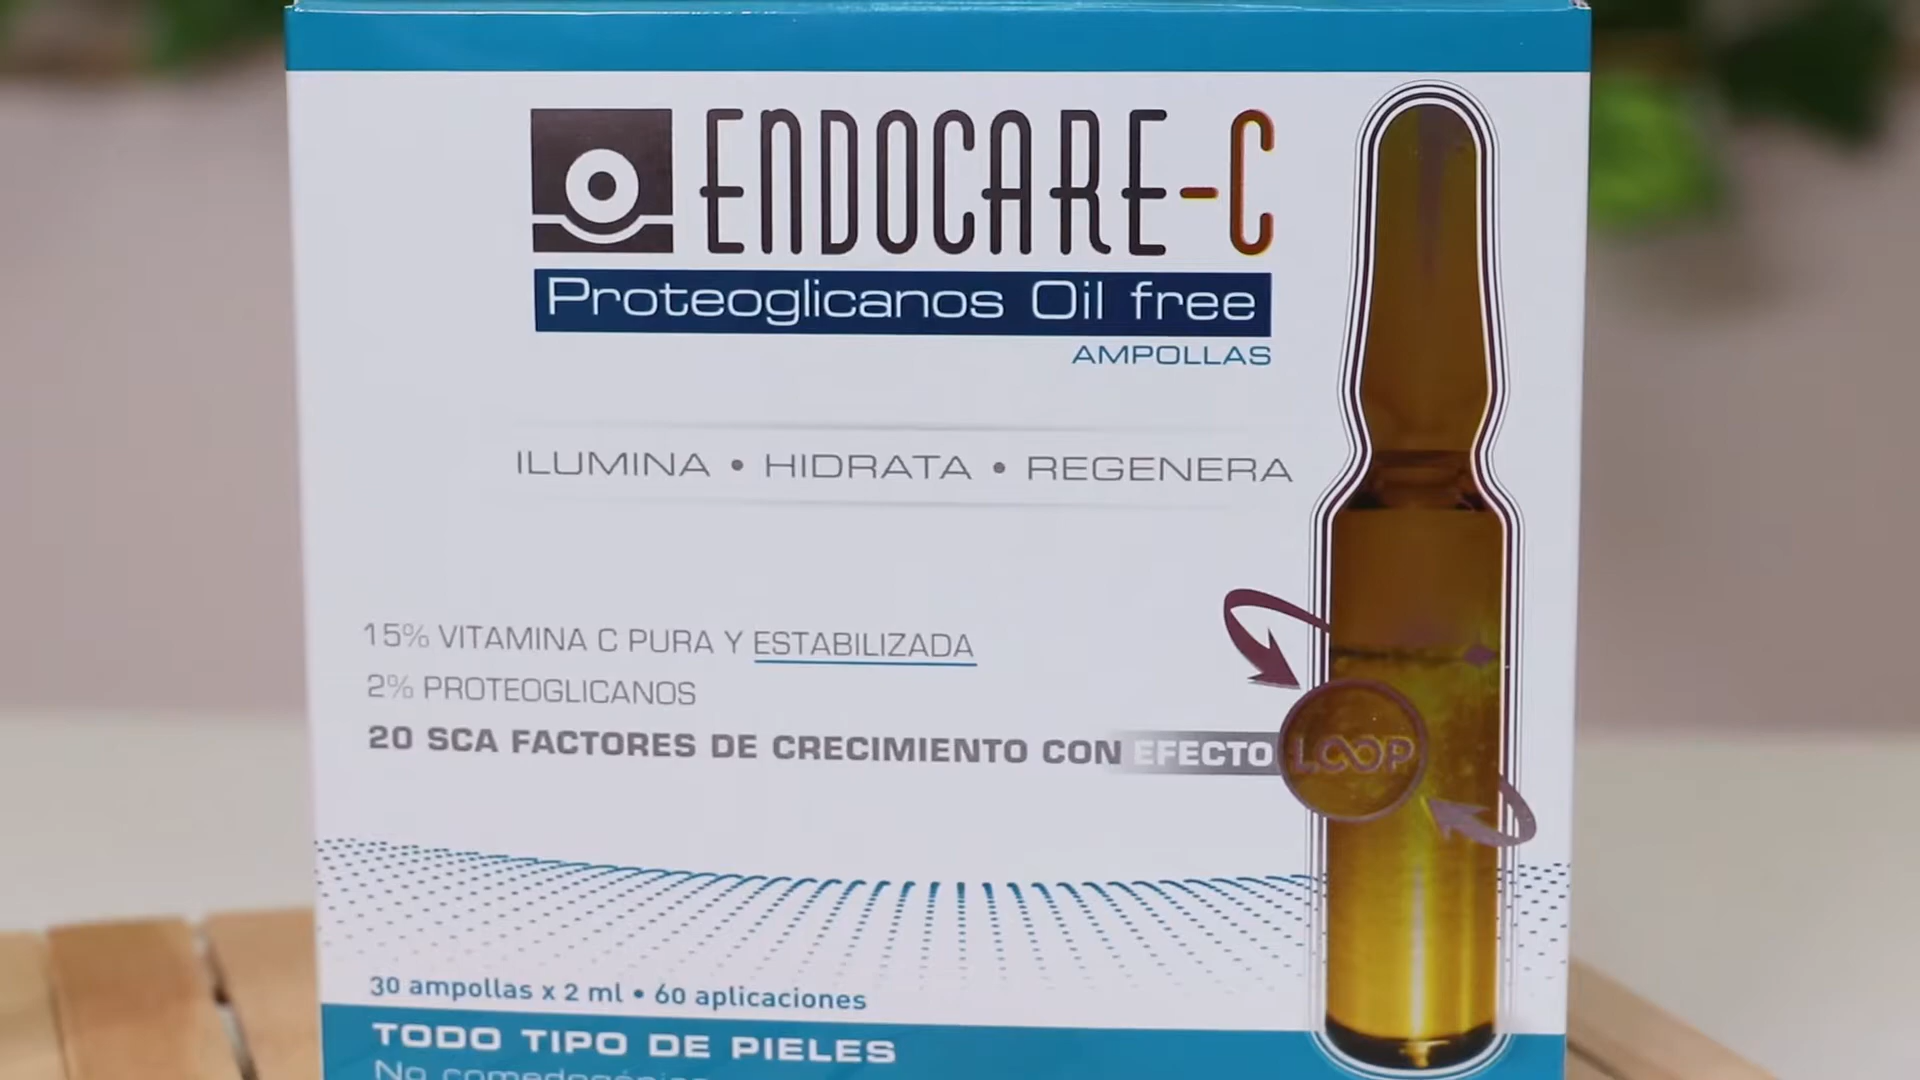 ENDOCARE-C
Proteoglicanos Oil free
AMPOLLAS
ILUMINA • HIDRATA • REGENERA
15% VITAMINA C PURA Y ESTABILIZADA
2% PROTEOGLICANOS
20 SCA FACTORES DE CRECIMIENTO CON EFECTO LOOP
30 ampollas x 2 ml • 60 aplicaciones
TODO TIPO DE PIELES
No